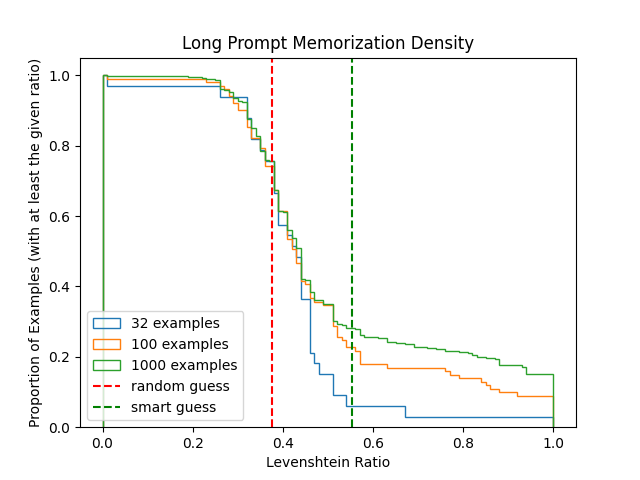 Long Prompt Memorization Density
Proportion of Examples (with at least the given ratio)
1.0
0.8
0.6
0.4
0.2
0.0
32 examples
100 examples
1000 examples
random guess
smart guess
0.0 0.2 0.4 0.6 0.8 1.0
Levenshtein Ratio